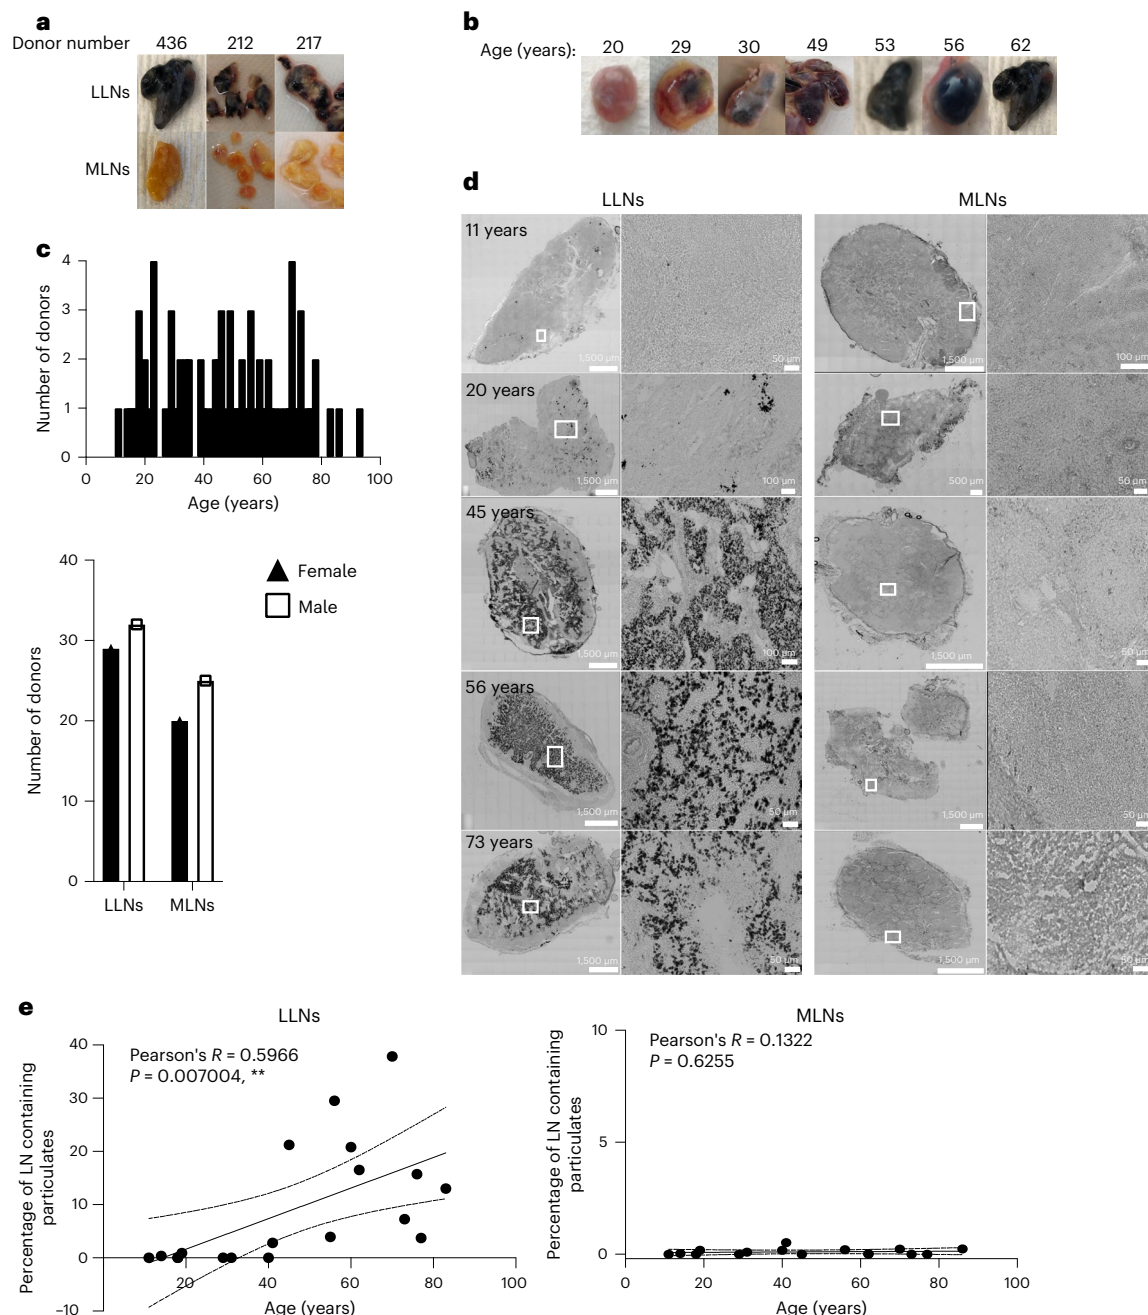 a
Donor number 436 212 217
LLNs
MLNs
b
Age (years): 20 29 30 49 53 56 62
c
Number of donors
4
3
2
1
0
0 20 40 60 80 100
Age (years)
Number of donors
40
30
20
10
0
LLNs MLNs
Female
Male
d
LLNs MLNs
11 years
1,500 µm 50 µm 1,500 µm 100 µm
20 years
1,500 µm 100 µm 500 µm 50 µm
45 years
1,500 µm 100 µm 1,500 µm 50 µm
56 years
1,500 µm 50 µm 1,500 µm 50 µm
73 years
1,500 µm 50 µm 1,500 µm 50 µm
e
LLNs
Pearson's R = 0.5966
P = 0.007004, **
Percentage of LN containing
particulates
40
30
20
10
0
–10
20 40 60 80 100
Age (years)
MLNs
Pearson's R = 0.1322
P = 0.6255
Percentage of LN containing
particulates
10
5
0
0 20 40 60 80 100
Age (years)